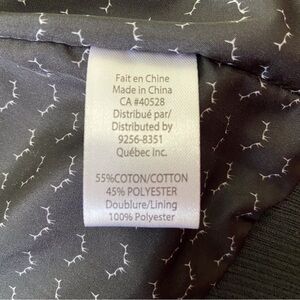 Fait en Chine
Made in China
CA #40528
Distribué par/
Distributed by
9256-8351
Québec Inc.
55%COTON/COTTON
45% POLYESTER
Doublure/Lining
100% Polyester